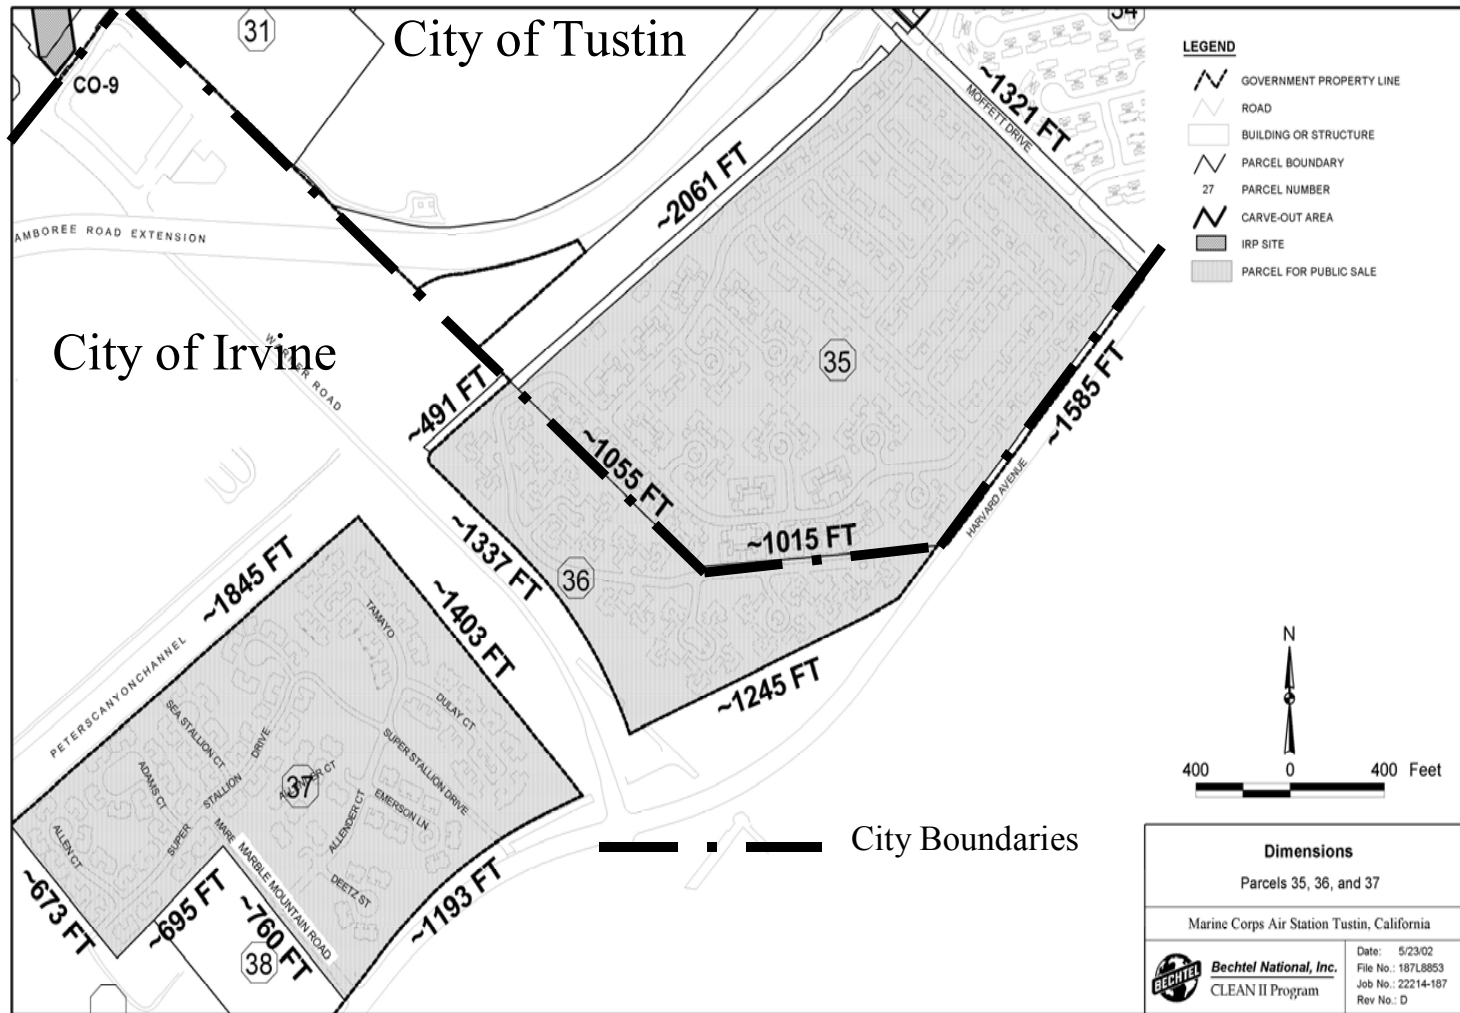 31
City of Tustin
34
CO-9
~1321 FT
MOFFETT DRIVE
~2061 FT
AMBOREE ROAD EXTENSION
City of Irvine
WARNER ROAD
35
~491 FT
~1055 FT
~1585 FT
HARVARD AVENUE
~1015 FT
~1337 FT
36
~1245 FT
~1845 FT
~1403 FT
PETERSCANYONCHANNEL
TAMAYO
DULAY CT
SEA STALLION CT
SUPER STALLION DRIVE
ADAMS CT
SUPER STALLION DRIVE
37
ALLENDER CT
ALLENDER CT
EMERSON LN
ALLEN CT
MARB
MARBLE MOUNTAIN ROAD
DEETZ ST
~673 FT
~695 FT
~760 FT
~1193 FT
38
City Boundaries
LEGEND
GOVERNMENT PROPERTY LINE
ROAD
BUILDING OR STRUCTURE
PARCEL BOUNDARY
27 PARCEL NUMBER
CARVE-OUT AREA
IRP SITE
PARCEL FOR PUBLIC SALE
N
400 0 400 Feet
Dimensions
Parcels 35, 36, and 37
Marine Corps Air Station Tustin, California
BECHTEL
Bechtel National, Inc.
CLEAN II Program
Date: 5/23/02
File No.: 187L8853
Job No.: 22214-187
Rev No.: D